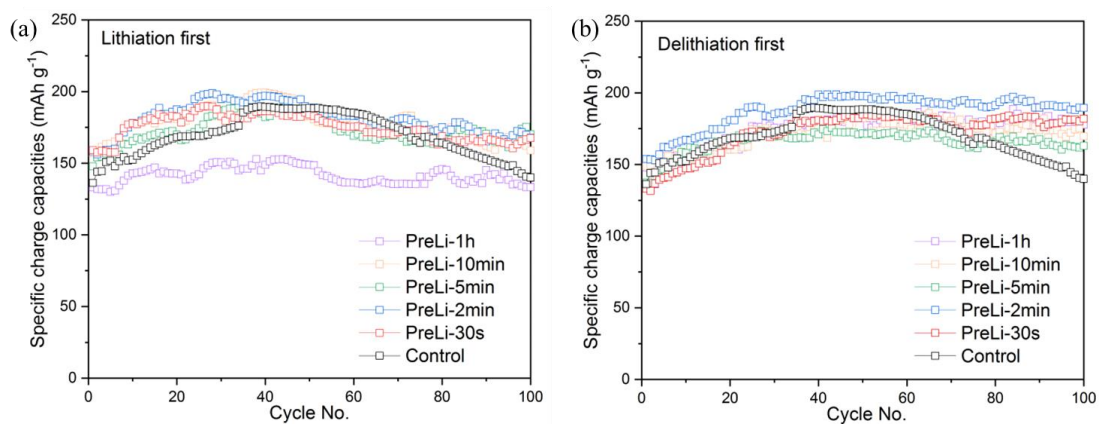 (a)
Lithiation first
Specific charge capacities (mAh g⁻¹)
250
200
150
100
50
0
PreLi-1h
PreLi-10min
PreLi-5min
PreLi-2min
PreLi-30s
Control
0 20 40 60 80 100
Cycle No.
(b)
Delithiation first
Specific charge capacities (mAh g⁻¹)
250
200
150
100
50
0
PreLi-1h
PreLi-10min
PreLi-5min
PreLi-2min
PreLi-30s
Control
0 20 40 60 80 100
Cycle No.